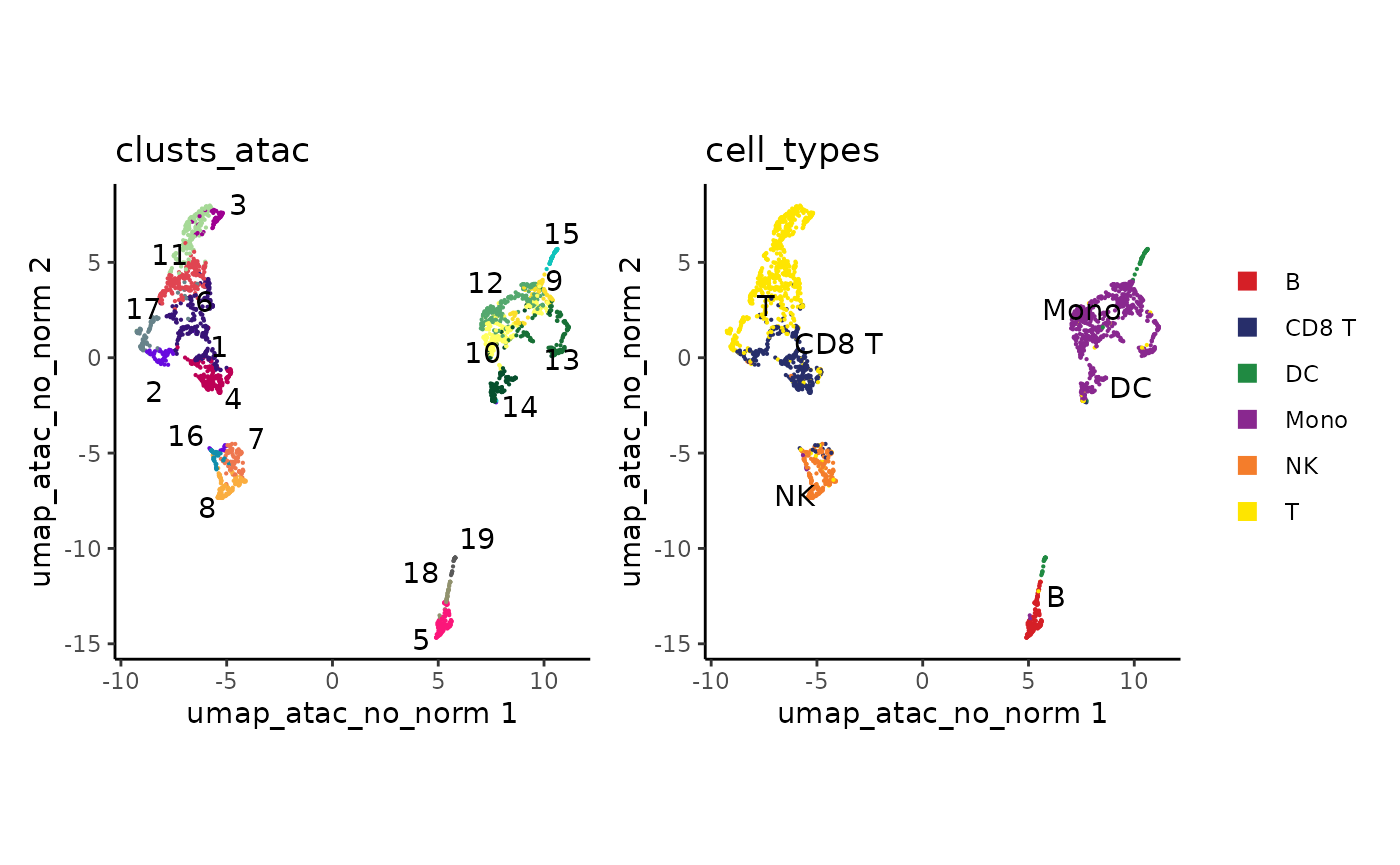 clusts_atac
3
11
17
6
1
2
4
16
7
8
15
12
9
10
13
14
19
18
5
5
0
-5
-10
-15
-10
-5
0
5
10
umap_atac_no_norm 1
umap_atac_no_norm 2
cell_types
T
CD8 T
Mono
DC
NK
B
5
0
-5
-10
-15
-10
-5
0
5
10
umap_atac_no_norm 1
umap_atac_no_norm 2
B
CD8 T
DC
Mono
NK
T